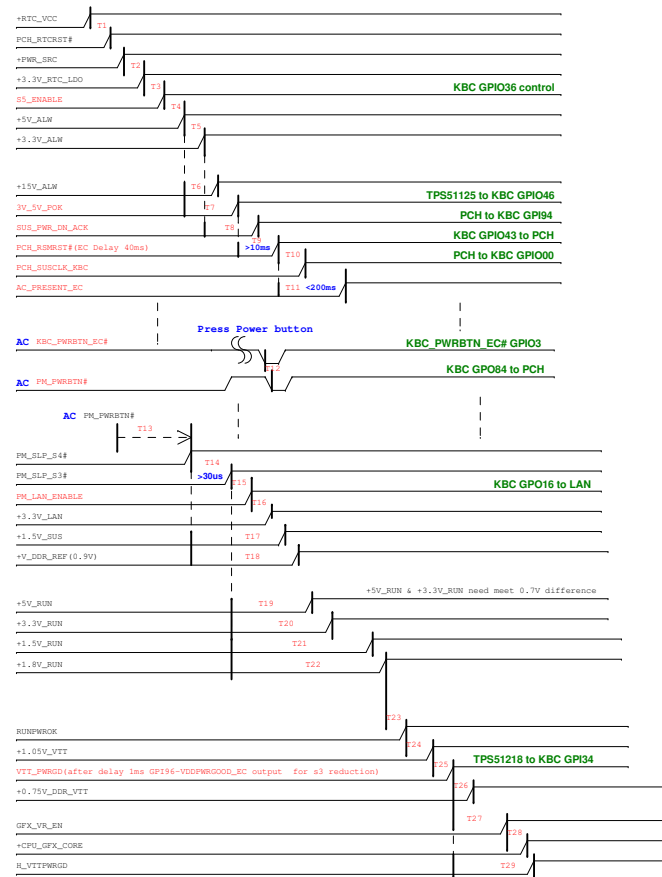 +RTC_VCC
T1
PCH_RTCRST#
+PWR_SRC
T2
+3.3V_RTC_LDO
T3
KBC GPIO36 control
S5_ENABLE
T4
+5V_ALW
T5
+3.3V_ALW
+15V_ALW
T6
TPS51125 to KBC GPIO46
3V_5V_POK
T7
PCH to KBC GPI94
SUS_PWR_DN_ACK
T8
T9
KBC GPIO43 to PCH
PCH_RSMRST#(EC Delay 40ms)
>10ms
T10
PCH to KBC GPIO00
PCH_SUSCLK_KBC
AC_PRESENT_EC
T11 <200ms
Press Power button
AC KBC_PWRBTN_EC#
KBC_PWRBTN_EC# GPIO3
T12
KBC GPO84 to PCH
AC PM_PWRBTN#
AC PM_PWRBTN#
T13
PM_SLP_S4#
T14
PM_SLP_S3#
>30us
T15
KBC GPO16 to LAN
PM_LAN_ENABLE
T16
+3.3V_LAN
+1.5V_SUS
T17
+V_DDR_REF(0.9V)
T18
+5V_RUN & +3.3V_RUN need meet 0.7V difference
+5V_RUN
T19
+3.3V_RUN
T20
+1.5V_RUN
T21
+1.8V_RUN
T22
T23
RUNPWROK
T24
+1.05V_VTT
T25
TPS51218 to KBC GPI34
VTT_PWRGD(after delay 1ms GPI96-VDDPWRGOOD_EC output for s3 reduction)
T26
+0.75V_DDR_VTT
T27
GFX_VR_EN
T28
+CPU_GFX_CORE
H_VTTPWRGD
T29